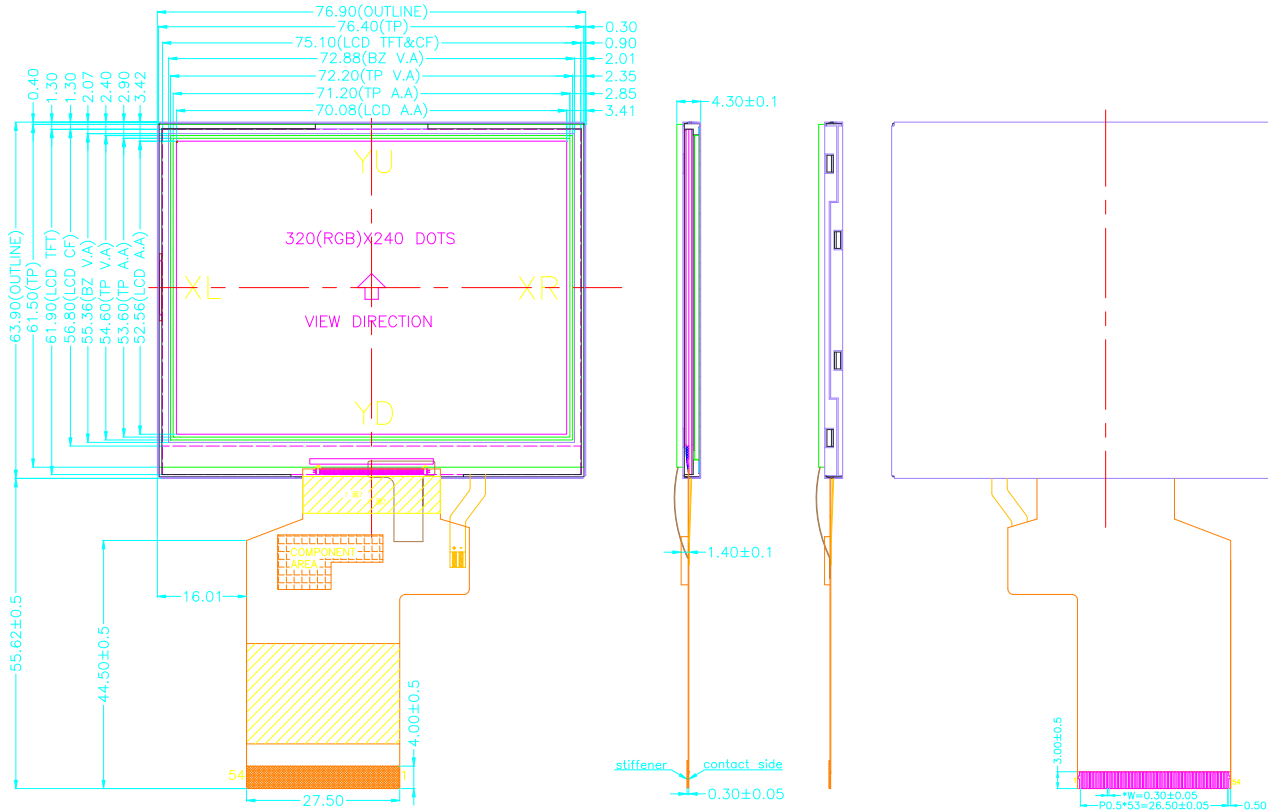 76.90(OUTLINE)
76.40(TP)
0.30
75.10(LCD TFT&CF)
0.90
72.88(BZ V.A)
2.01
72.20(TP V.A)
2.35
71.20(TP A.A)
2.85
70.08(LCD A.A)
3.41
0.40
1.30
1.30
2.07
2.40
2.90
3.42
4.30±0.1
63.90(OUTLINE)
61.50(TP)
61.90(LCD TFT)
56.80(LCD CF)
55.36(BZ V.A)
54.60(TP V.A)
53.60(TP A.A)
52.56(LCD A.A)
YU
320(RGB)X240 DOTS
XL
XR
VIEW DIRECTION
YD
COMPONENT
AREA
1.40±0.1
16.01
55.62±0.5
44.50±0.5
4.00±0.5
54
1
27.50
stiffener
contact side
0.30±0.05
3.00±0.5
1
54
*W=0.30±0.05
P0.5*53=26.50±0.05
0.50